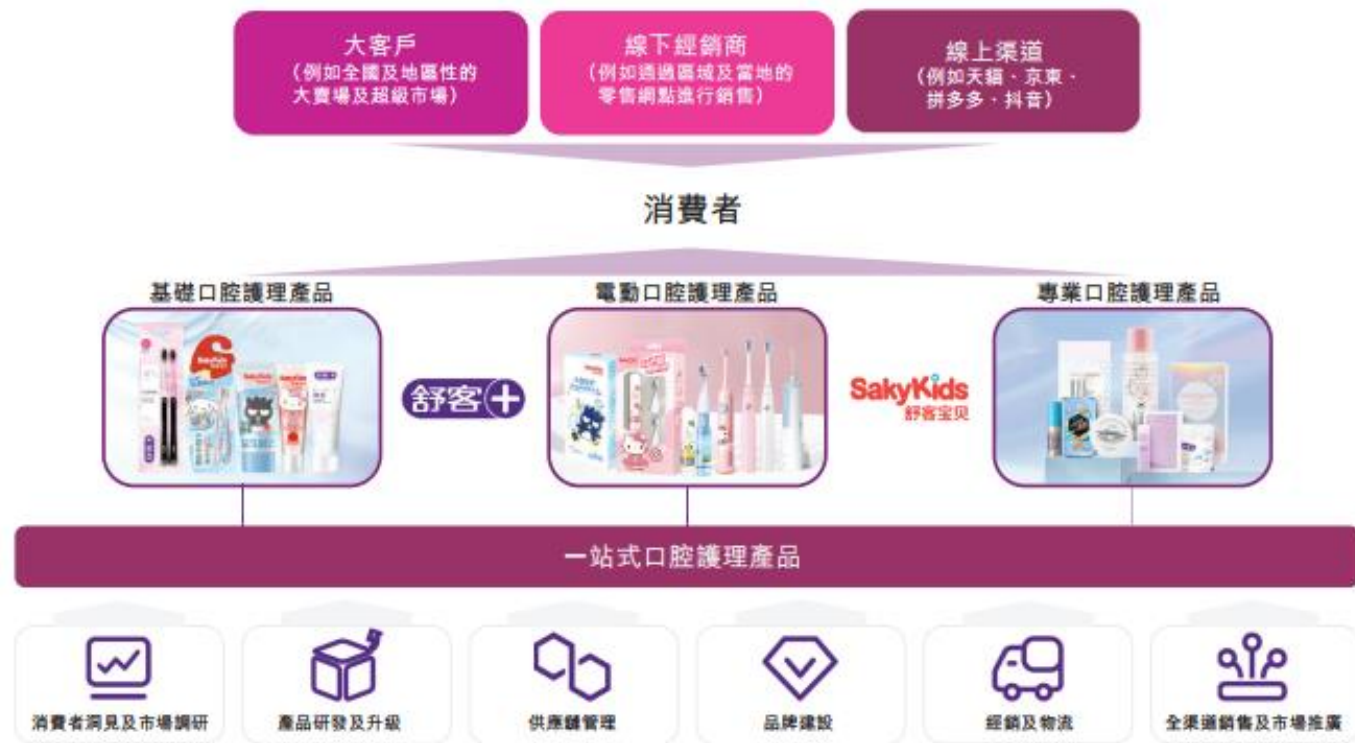 大客戶
(例如全國及地區性的
大賣場及超級市場)
線下經銷商
(例如通過區域及當地的
零售網點進行銷售)
線上渠道
(例如天貓、京東、
拼多多、抖音)
消費者
基礎口腔護理產品
電動口腔護理產品
專業口腔護理產品
舒客
SakyKids
舒客宝贝
一站式口腔護理產品
消費者洞見及市場調研
產品研發及升級
供應鏈管理
品牌建設
經銷及物流
全渠道銷售及市場推廣